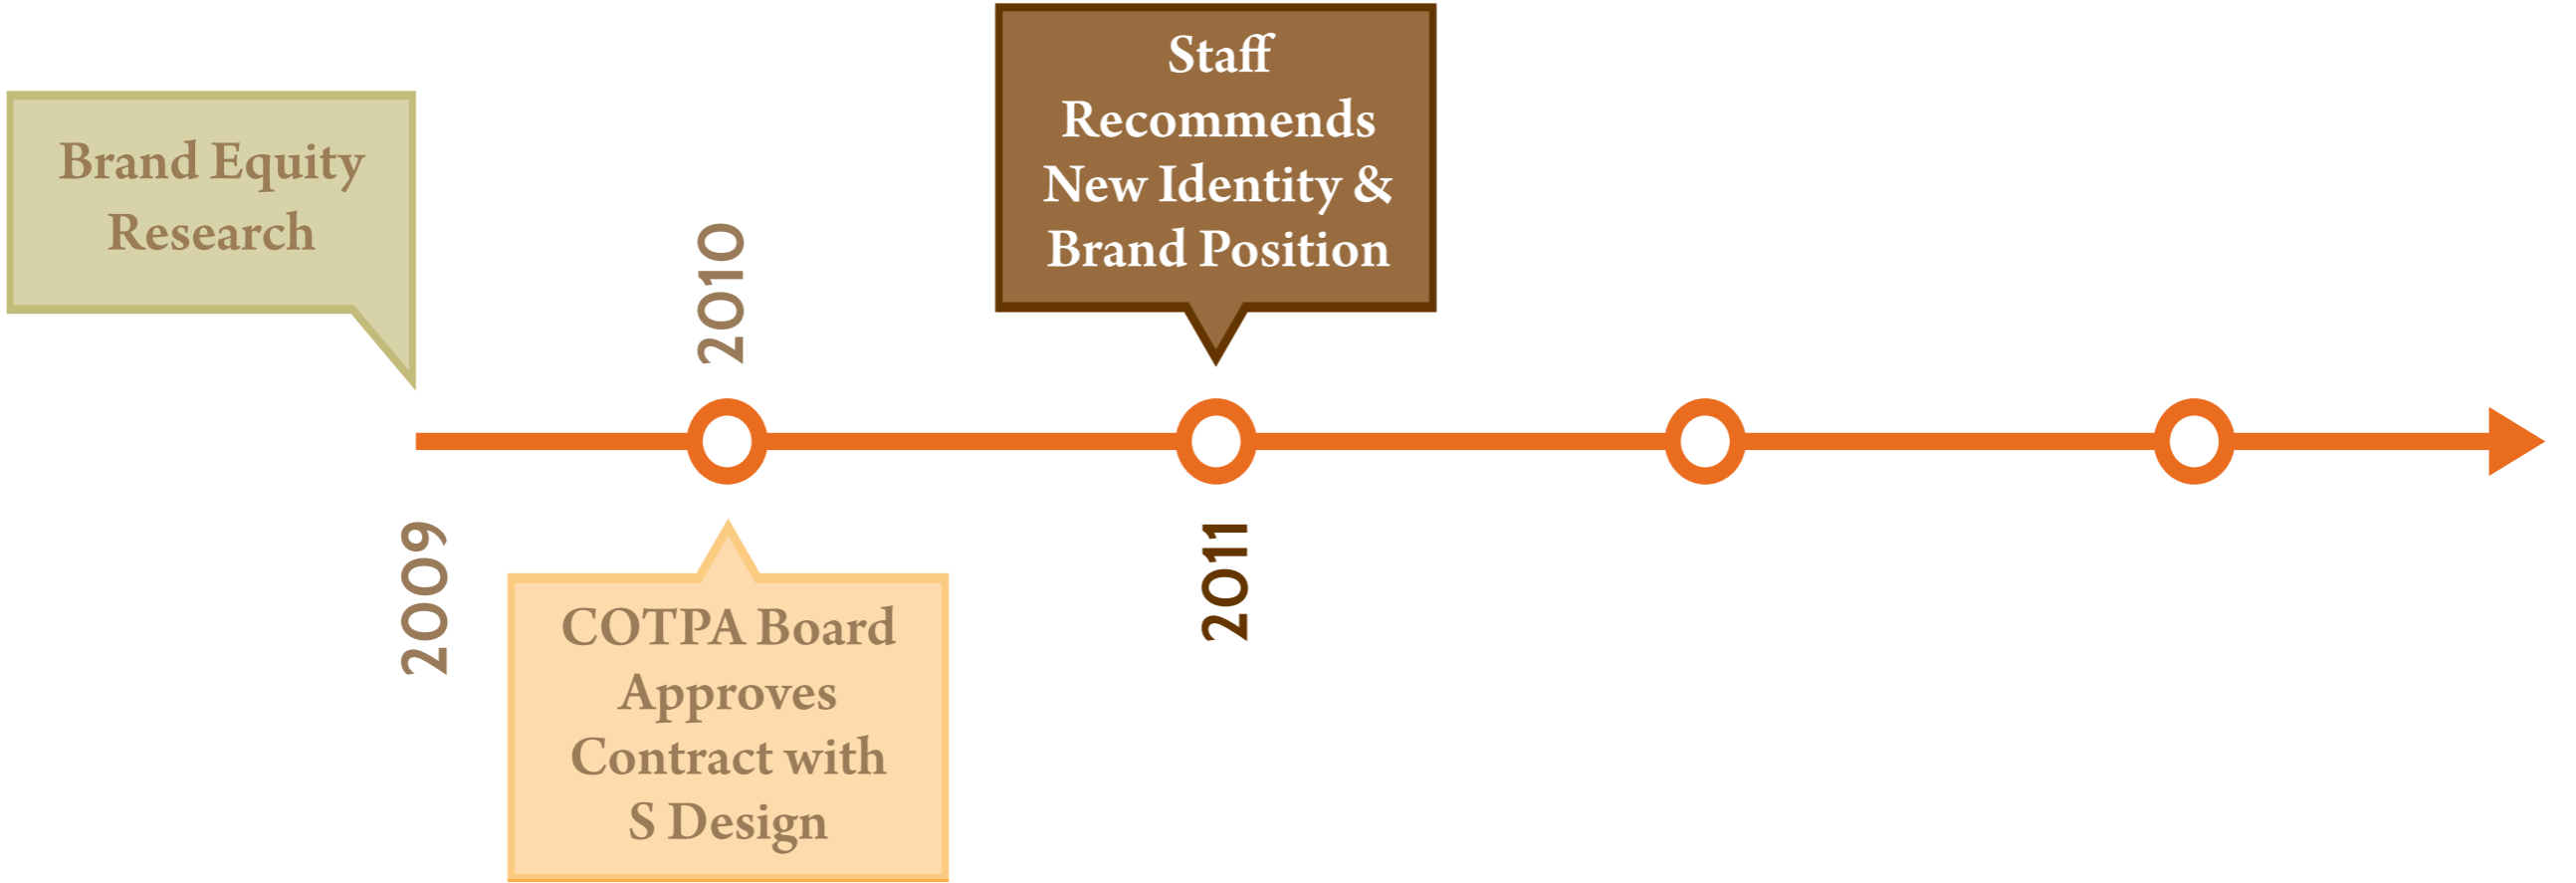 Brand Equity
Research
2009
2010
COTPA Board
Approves
Contract with
S Design
Staff
Recommends
New Identity &
Brand Position
2011